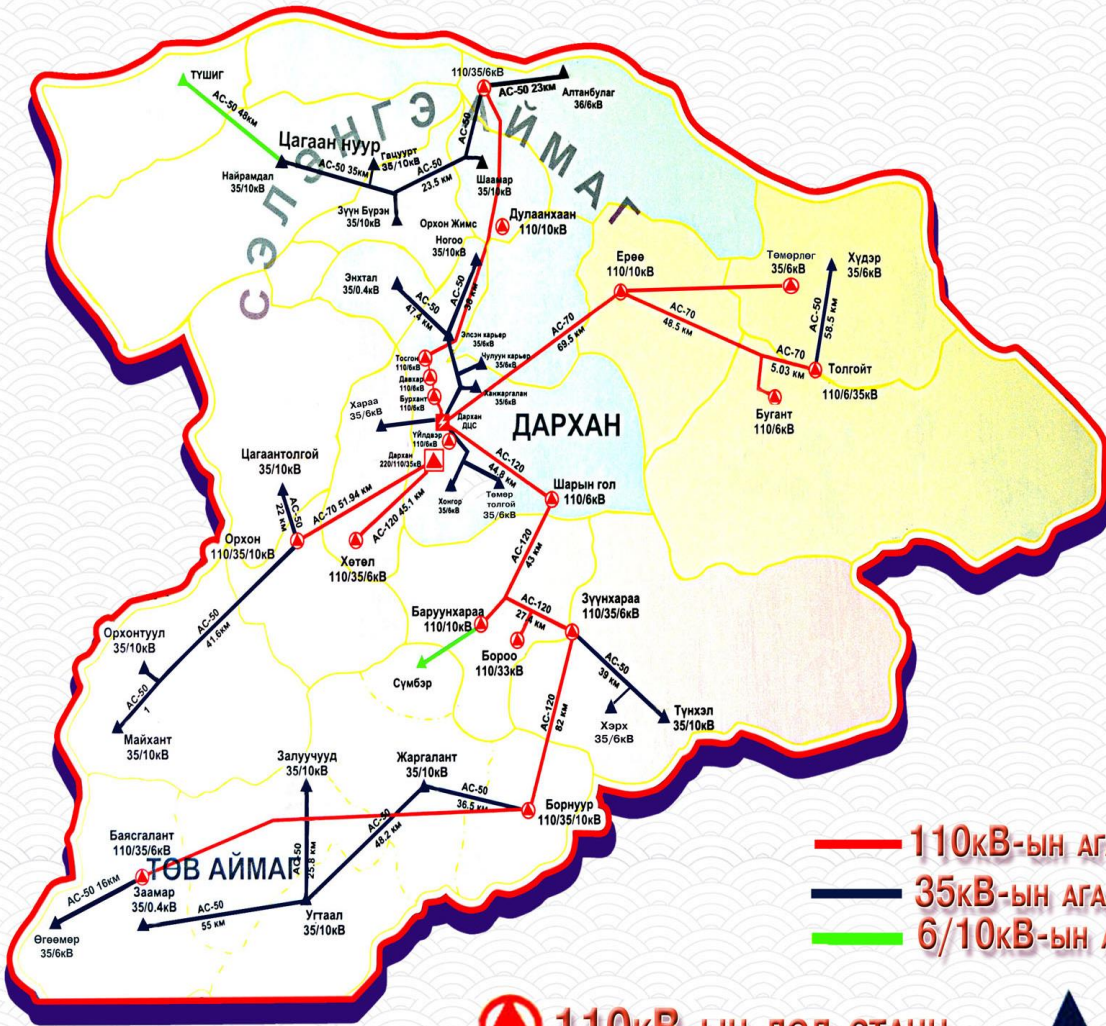 ТҮШИГ
АС-50 48км
110/35/6кВ
АС-50 23км
Алтанбулаг
36/6кВ
СЭЛЭНГЭ АЙМАГ
Цагаан нуур
Гацуурт
35/10кВ
АС-50 35км
Найрамдал
35/10кВ
АС-50
23.5 км
АС-50
Шаамар
35/10кВ
Зүүн Бүрэн
35/10кВ
Орхон Жимс
Ногоо
35/10кВ
Дулаанхаан
110/10кВ
Ерөө
110/10кВ
Төмөрлөг
35/6кВ
Хүдэр
35/6кВ
Энхтал
35/0.4кВ
АС-50
47.4 км
АС-50
38 км
АС-70
69.5 км
АС-70
48.5 км
АС-50
58.5 км
АС-70
5.03 км
Толгойт
110/6/35кВ
Бугант
110/6кВ
Элсэн карьер
35/6кВ
Чулуун карьер
35/6кВ
Ханжаргалан
35/6кВ
Тосгон
110/6кВ
Давхар
110/6кВ
Бурхант
110/6кВ
Хараа
35/6кВ
Дархан
ДЦС
ДАРХАН
Үйлдвэр
110/6кВ
Дархан
220/110/35кВ
Цагаантолгой
35/10кВ
АС-50
22 км
АС-70 51.94 км
АС-120 45.1 км
АС-120
44.8 км
Хонгор
35/6кВ
Төмөр
толгой
35/6кВ
Шарын гол
110/6кВ
Орхон
110/35/10кВ
Хөтөл
110/35/6кВ
АС-120
43 км
АС-50
41.6км
Баруунхараа
110/10кВ
АС-120
27.4 км
Зүүнхараа
110/35/6кВ
Бороо
110/33кВ
Орхонтуул
35/10кВ
Сүмбэр
АС-50
39 км
АС-50
1
Майхант
35/10кВ
АС-120
82 км
Хэрх
35/6кВ
Түнхэл
35/10кВ
Залуучууд
35/10кВ
Жаргалант
35/10кВ
АС-50
36.5 км
Борнуур
110/35/10кВ
АС-50
48.2 км
АС-50
25.8 км
Баясгалант
110/35/6кВ
ТӨВ АЙМАГ
АС-50 16км
Заамар
35/0.4кВ
АС-50
55 км
Угтаал
35/10кВ
Өгөөмөр
35/6кВ
110кВ-ын АГ
35кВ-ын АГА
6/10кВ-ын А
110кВ-ын дэд станц